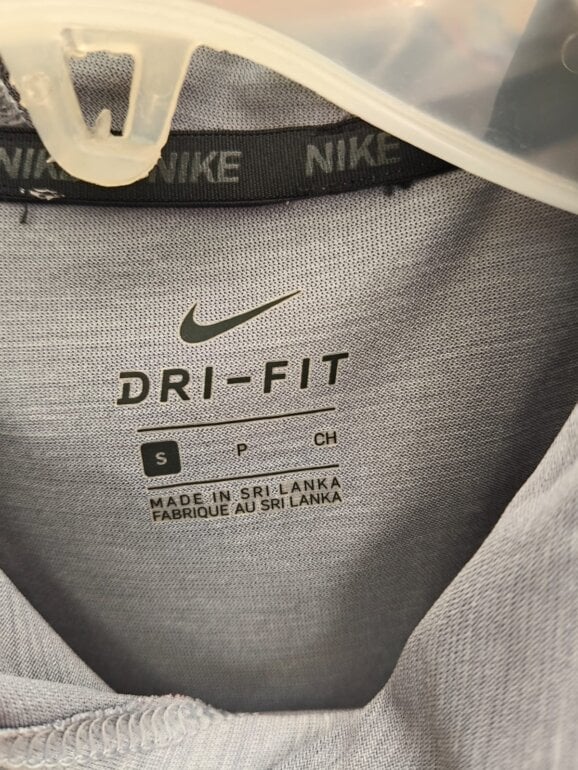 NIKE NIKE NIKE
DRI-FIT
S P CH
MADE IN SRI LANKA
FABRIQUE AU SRI LANKA